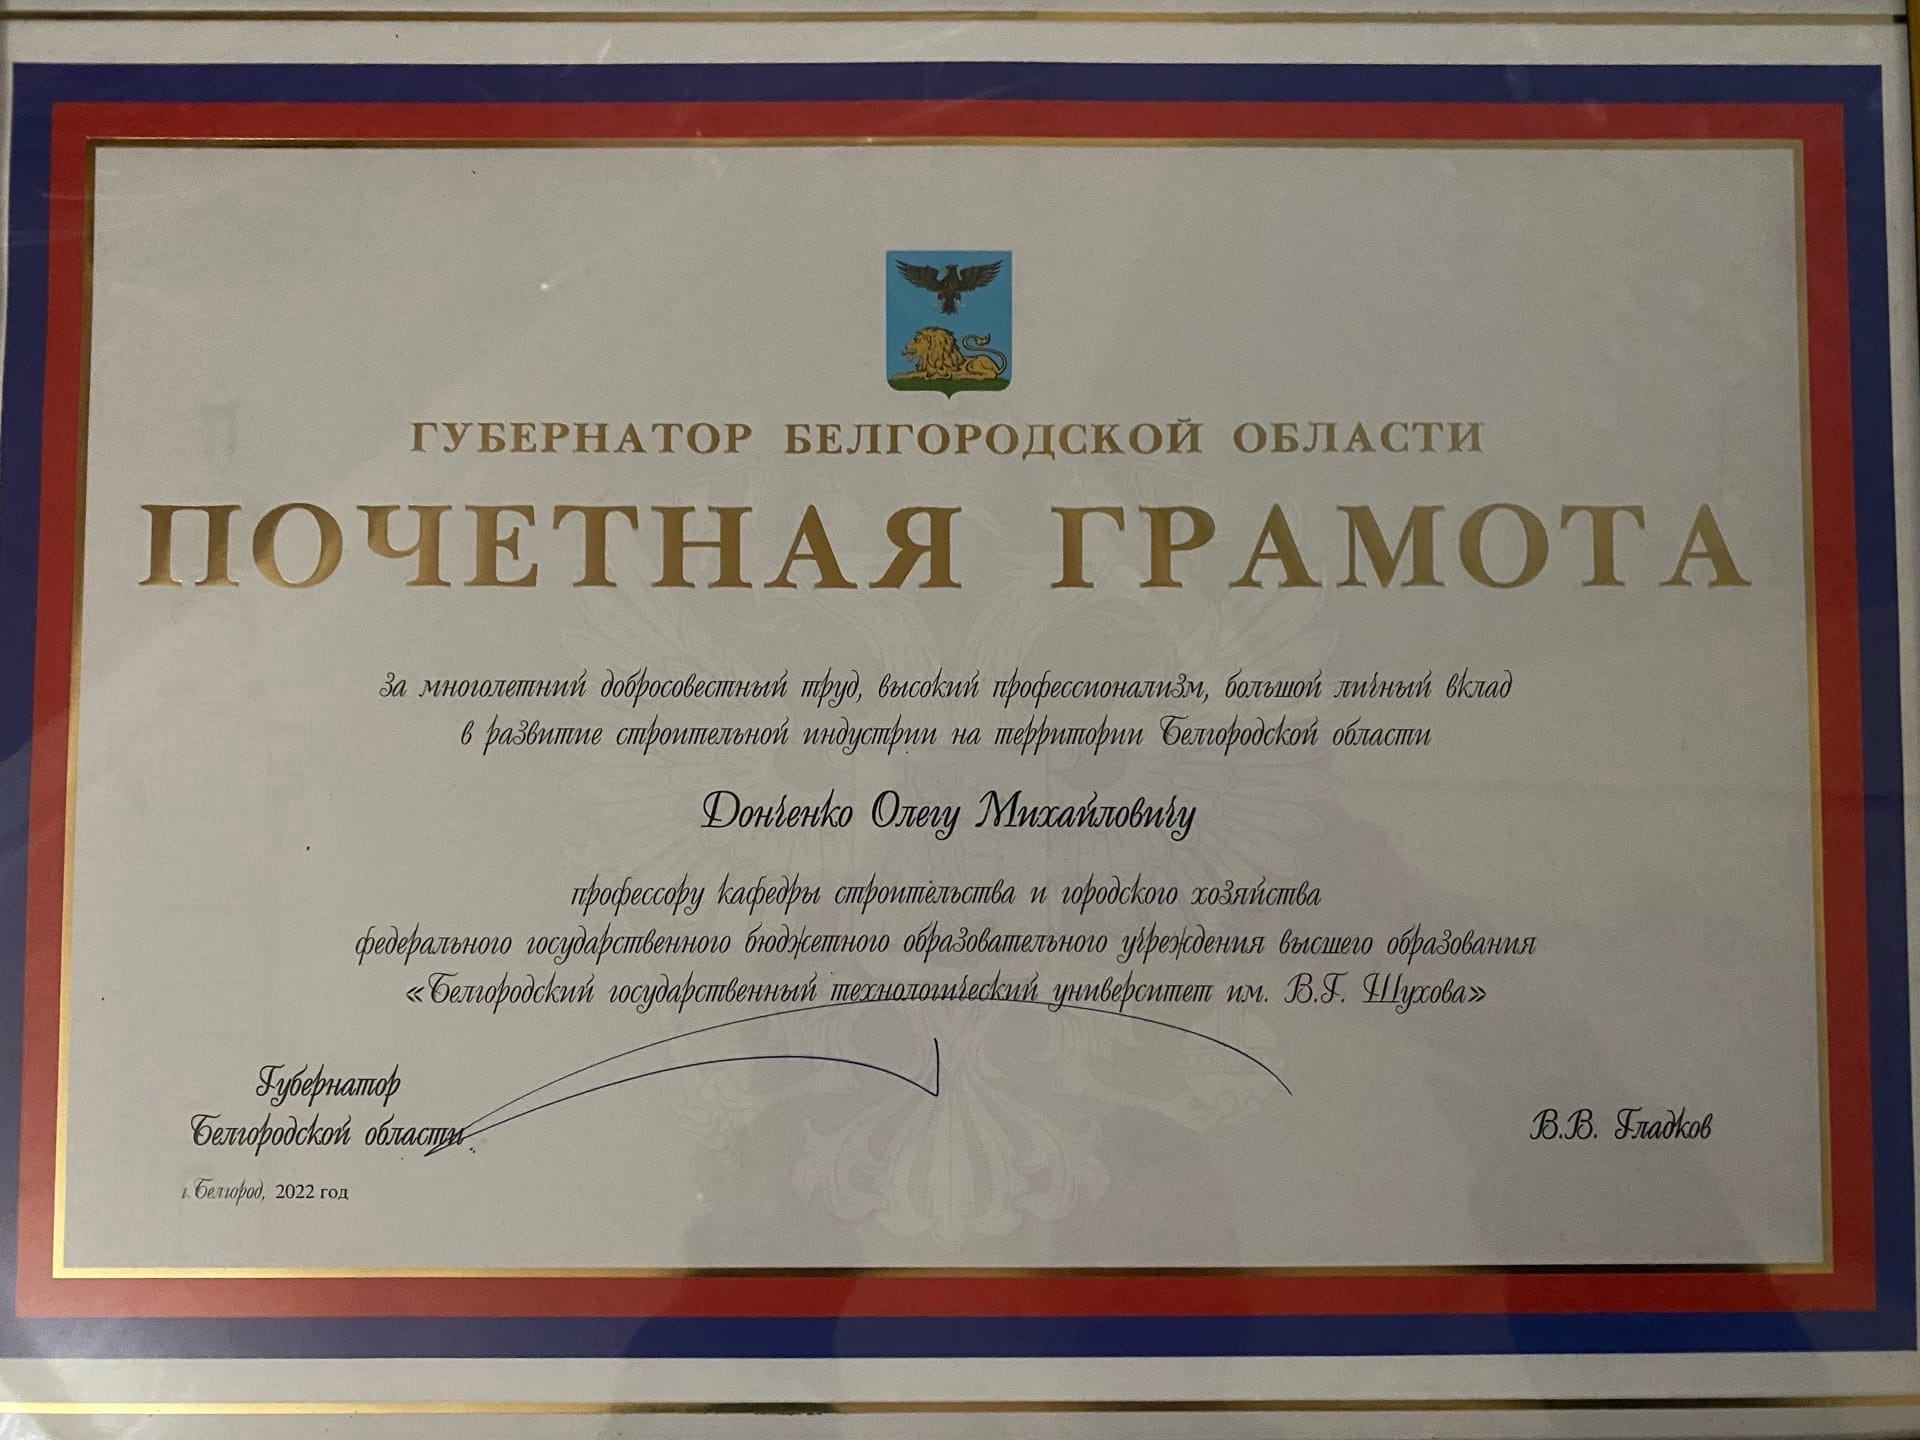 ГУБЕРНАТОР БЕЛГОРОДСКОЙ ОБЛАСТИ
ПОЧЕТНАЯ ГРАМОТА
За многолетний добросовестный труд, высокий профессионализм, большой личный вклад
в развитие строительной индустрии на территории Белгородской области
Донченко Олегу Михайловичу
профессору кафедры строительства и городского хозяйства
федерального государственного бюджетного образовательного учреждения высшего образования
«Белгородский государственный технологический университет им. В.Г. Шухова»
Губернатор
Белгородской области
В.В. Гладков
г. Белгород, 2022 год